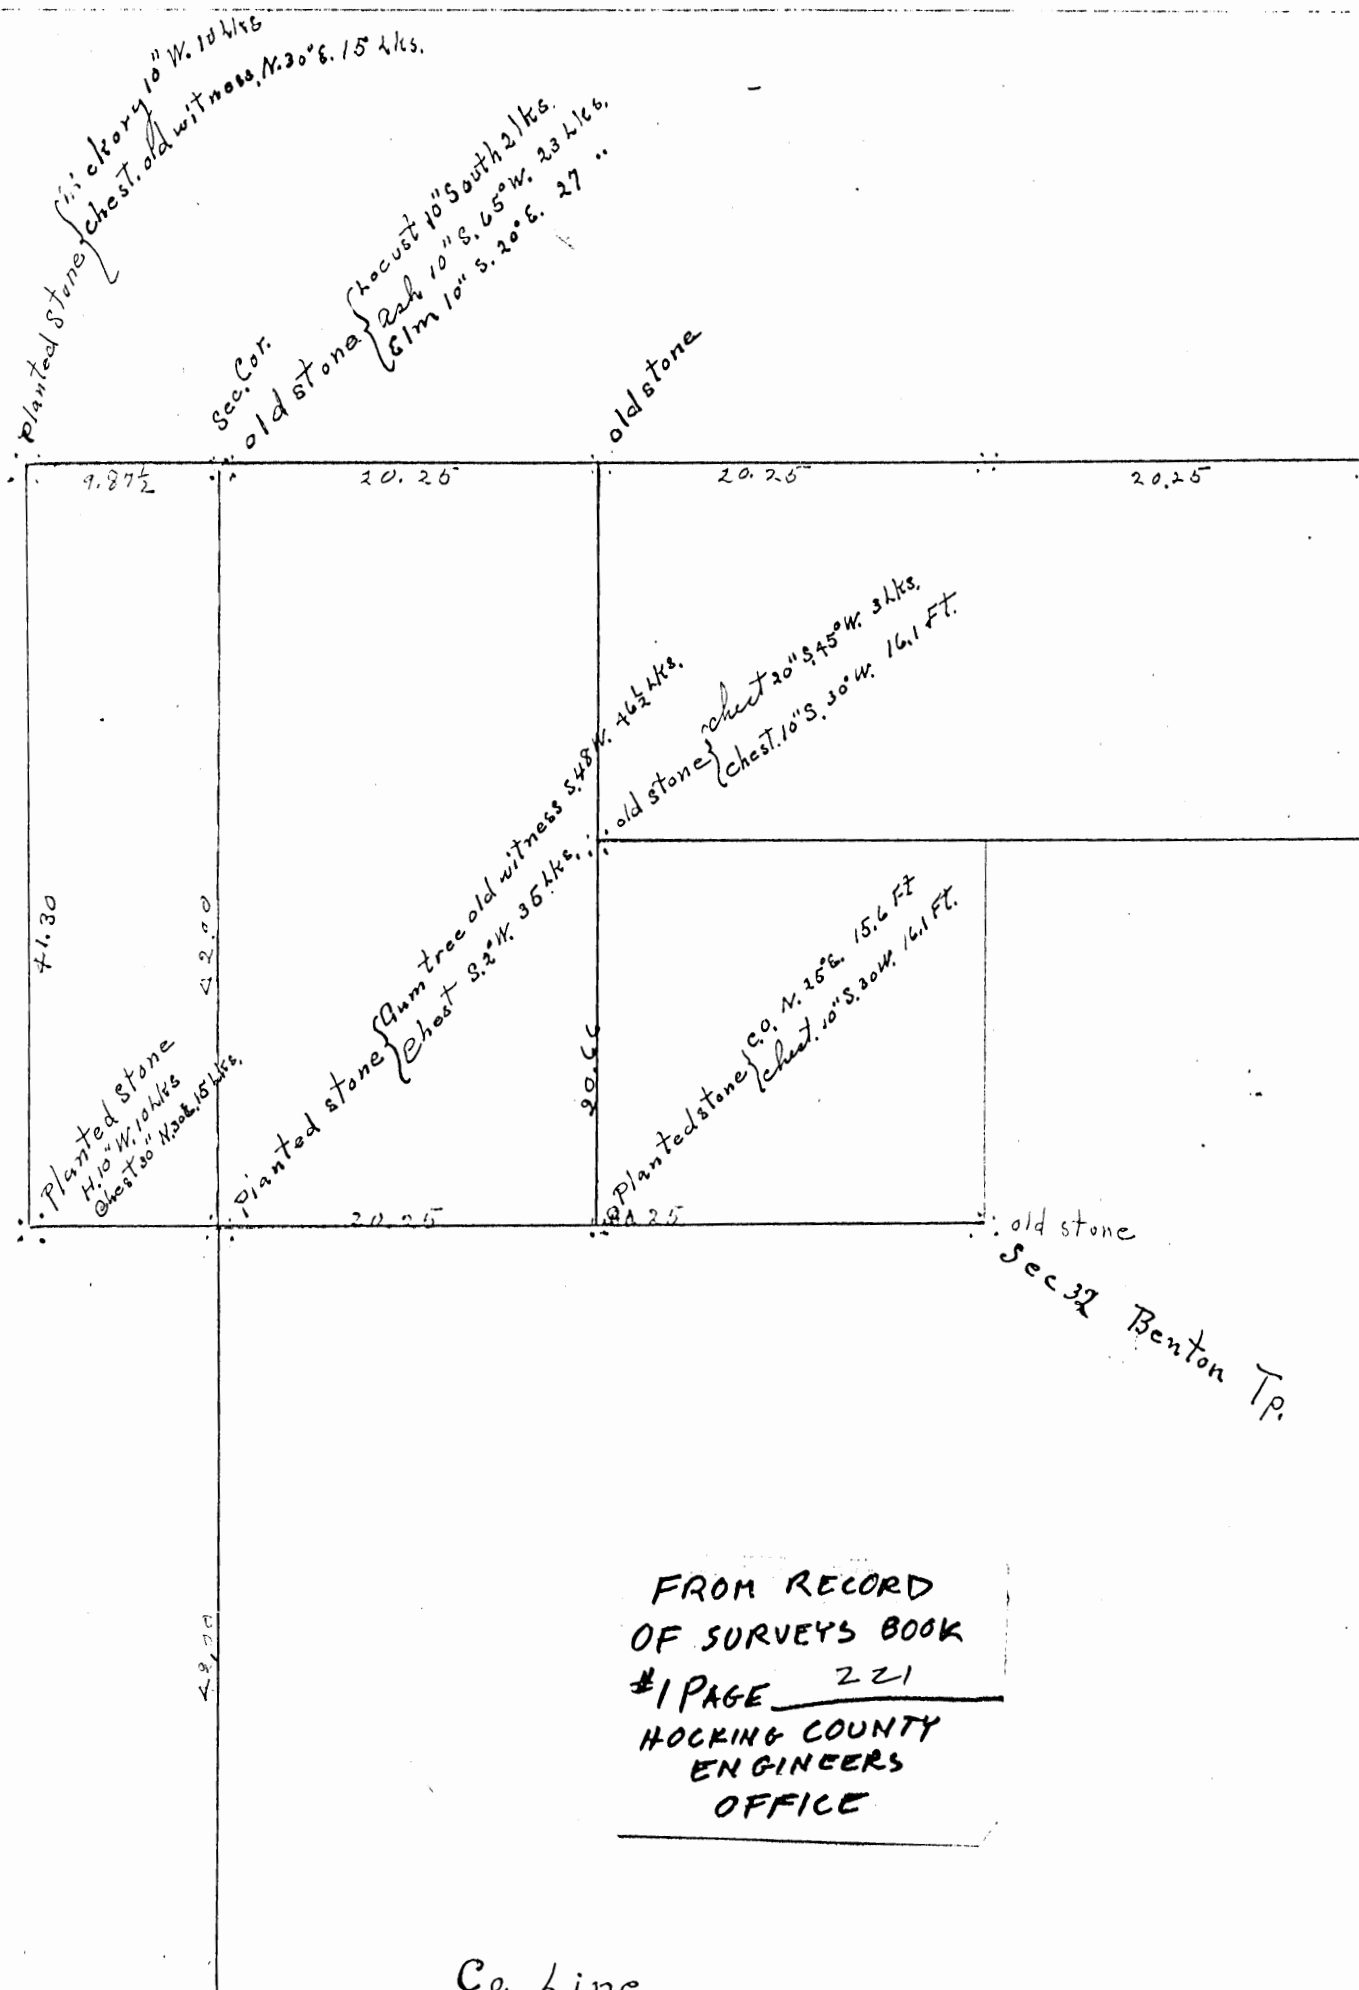 Planted stone
Hickory 10" W. 10 Lks
chest. old witness, N. 30° E. 15 Lks.
Sec. Cor.
old stone
Locust 10" South 21ks.
Ash 10" S. 65° W. 23 Lks.
Elm 10" S. 20° E. 27 "
old stone
9.87½
20.25
20.25
20.25
old stone
chest 20" S. 45° W. 3 Lks.
chest. 10" S. 30° W. 16.1 Ft.
41.30
Planted stone
H. 10" W. 10 Lks
Chest 30" N. 30 E. 15 Lks.
Planted stone
Gum tree old witness S. 48 W. 46½ Lks.
Chest S. 2° W. 35 Lks.
20.66
Planted stone
C.O. N. 25° E. 15.6 Ft
Chest. 10" S. 30 W. 16.1 Ft.
20.25
25
old stone
Sec 32 Benton Tp.
FROM RECORD
OF SURVEYS BOOK
#1 PAGE 221
HOCKING COUNTY
ENGINEERS
OFFICE
Co Line